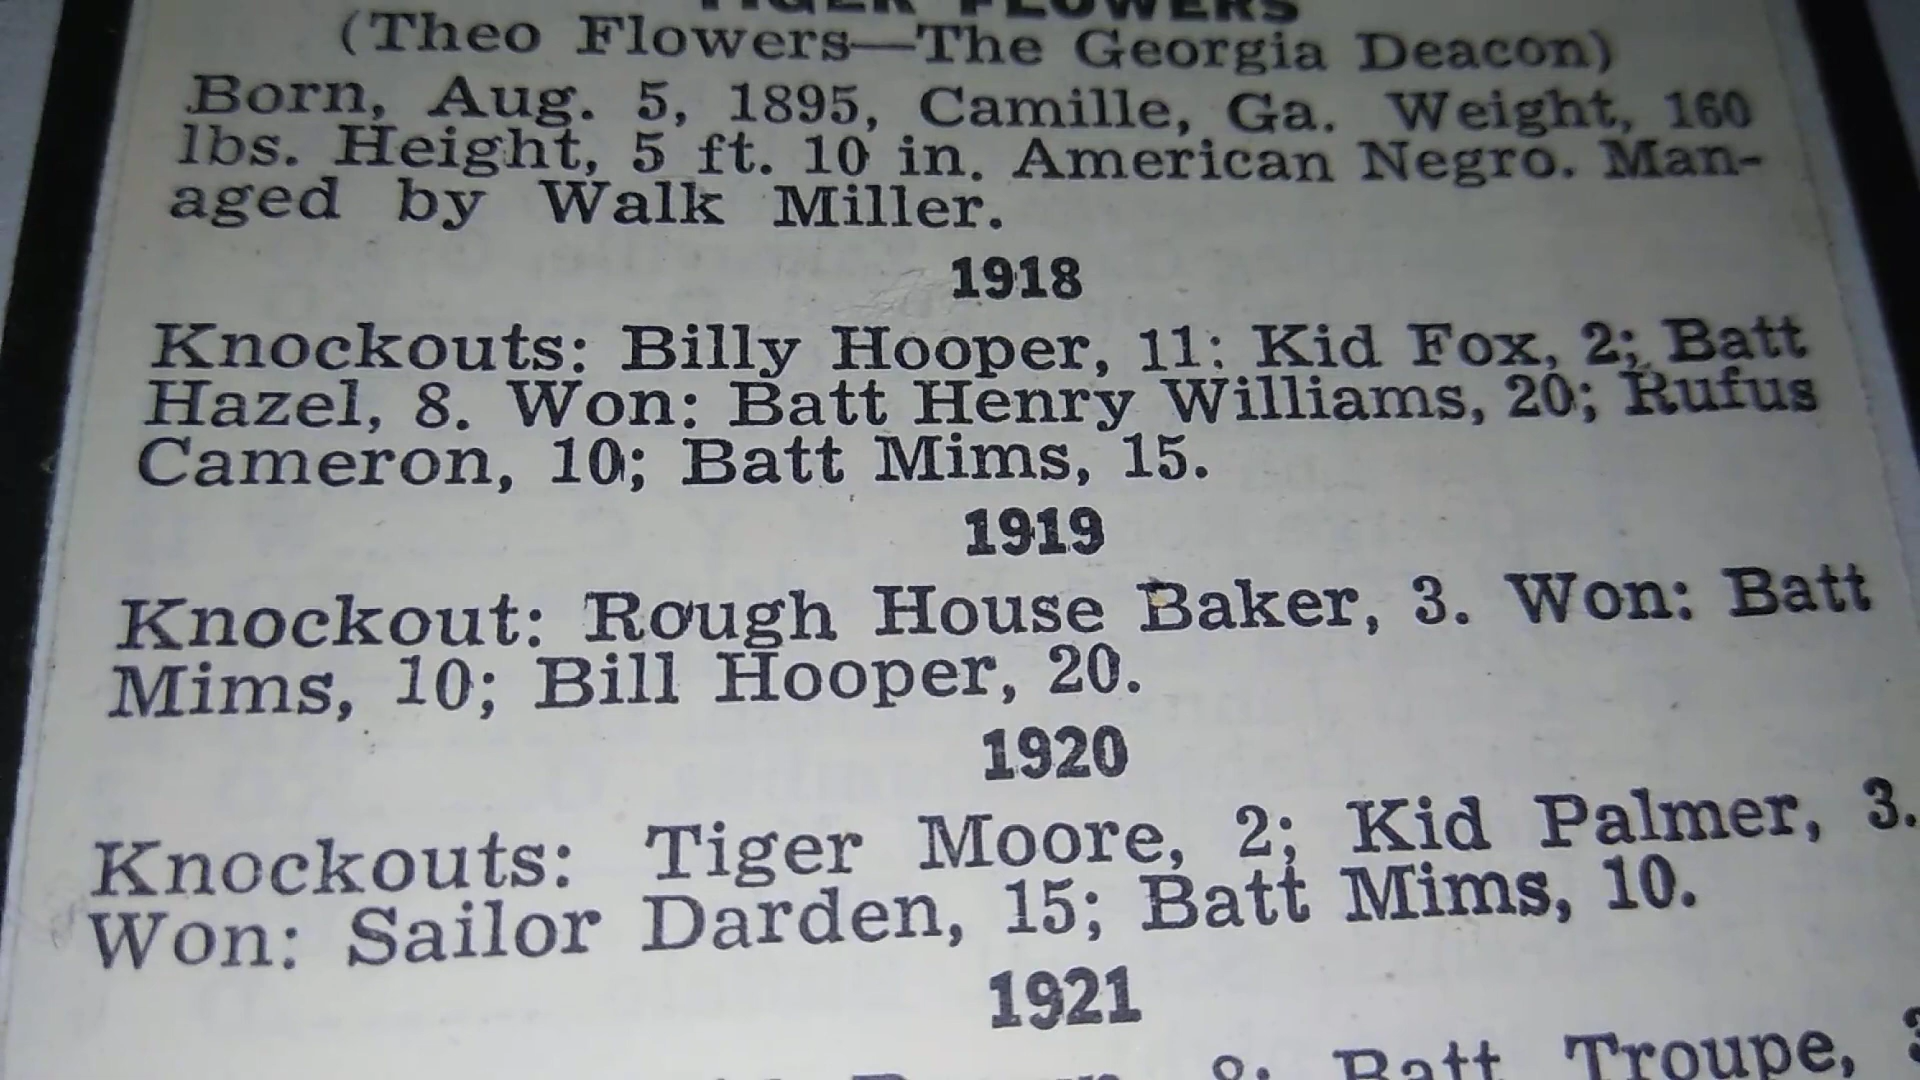 TIGER FLOWERS
(Theo Flowers—The Georgia Deacon)
Born, Aug. 5, 1895, Camille, Ga. Weight, 160
lbs. Height, 5 ft. 10 in. American Negro. Man-
aged by Walk Miller.
1918
Knockouts: Billy Hooper, 11: Kid Fox, 2; Batt
Hazel, 8. Won: Batt Henry Williams, 20; Rufus
Cameron, 10; Batt Mims, 15.
1919
Knockout: Rough House Baker, 3. Won: Batt
Mims, 10; Bill Hooper, 20.
1920
Knockouts: Tiger Moore, 2; Kid Palmer, 3.
Won: Sailor Darden, 15; Batt Mims, 10.
1921
8; Batt Troupe, 3